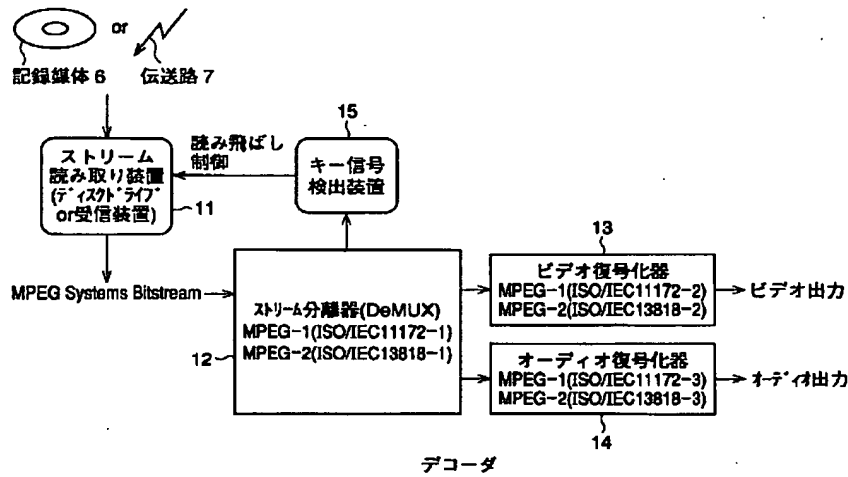 or
記録媒体 6
伝送路 7
ストリーム
読み取り装置
(ディスクドライブ
or受信装置)
11
読み飛ばし
制御
15
キー信号
検出装置
MPEG Systems Bitstream
ストリーム分離器(DeMUX)
MPEG-1(ISO/IEC11172-1)
MPEG-2(ISO/IEC13818-1)
12
13
ビデオ復号化器
MPEG-1(ISO/IEC11172-2)
MPEG-2(ISO/IEC13818-2)
ビデオ出力
オーディオ復号化器
MPEG-1(ISO/IEC11172-3)
MPEG-2(ISO/IEC13818-3)
オーディオ出力
14
デコーダ